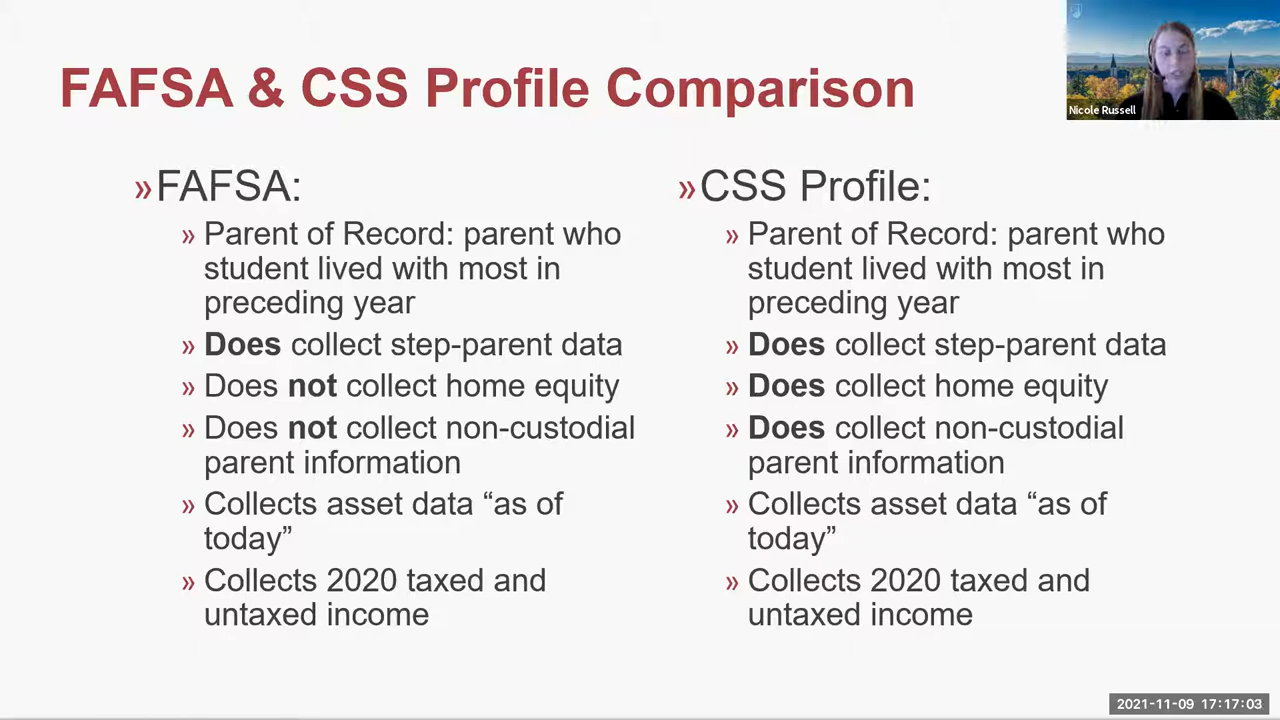 FAFSA & CSS Profile Comparison
Nicole Russell
»FAFSA:
» Parent of Record: parent who
student lived with most in
preceding year
» Does collect step-parent data
» Does not collect home equity
» Does not collect non-custodial
parent information
» Collects asset data “as of
today”
» Collects 2020 taxed and
untaxed income
»CSS Profile:
» Parent of Record: parent who
student lived with most in
preceding year
» Does collect step-parent data
» Does collect home equity
» Does collect non-custodial
parent information
» Collects asset data “as of
today”
» Collects 2020 taxed and
untaxed income
2021-11-09 17:17:03